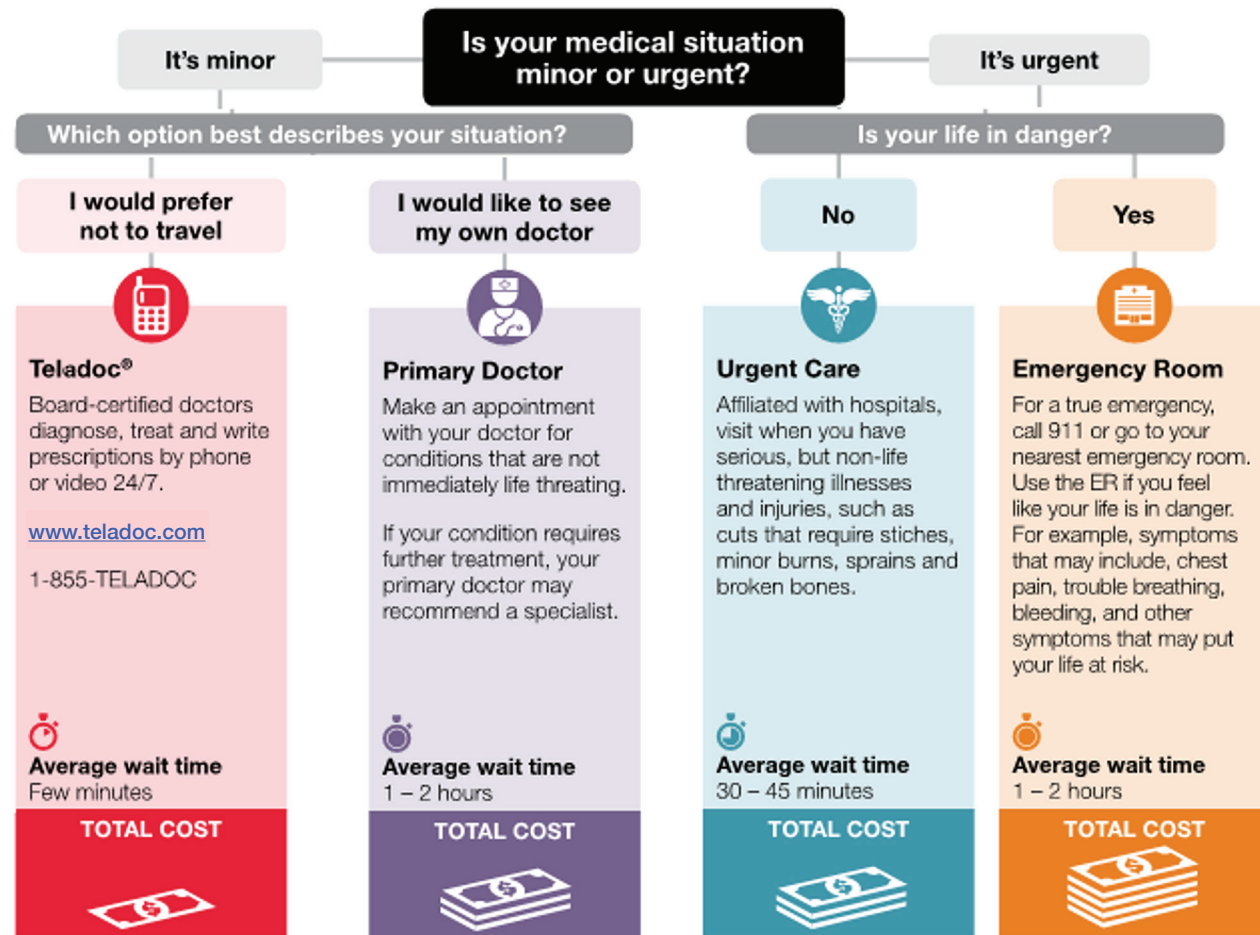 Is your medical situation
minor or urgent?
It's minor
It's urgent
Which option best describes your situation?
Is your life in danger?
I would prefer
not to travel
I would like to see
my own doctor
No
Yes
Teladoc®
Board-certified doctors
diagnose, treat and write
prescriptions by phone
or video 24/7.
www.teladoc.com
1-855-TELADOC
Average wait time
Few minutes
TOTAL COST
Primary Doctor
Make an appointment
with your doctor for
conditions that are not
immediately life threating.
If your condition requires
further treatment, your
primary doctor may
recommend a specialist.
Average wait time
1 – 2 hours
TOTAL COST
Urgent Care
Affiliated with hospitals,
visit when you have
serious, but non-life
threatening illnesses
and injuries, such as
cuts that require stiches,
minor burns, sprains and
broken bones.
Average wait time
30 – 45 minutes
TOTAL COST
Emergency Room
For a true emergency,
call 911 or go to your
nearest emergency room.
Use the ER if you feel
like your life is in danger.
For example, symptoms
that may include, chest
pain, trouble breathing,
bleeding, and other
symptoms that may put
your life at risk.
Average wait time
1 – 2 hours
TOTAL COST